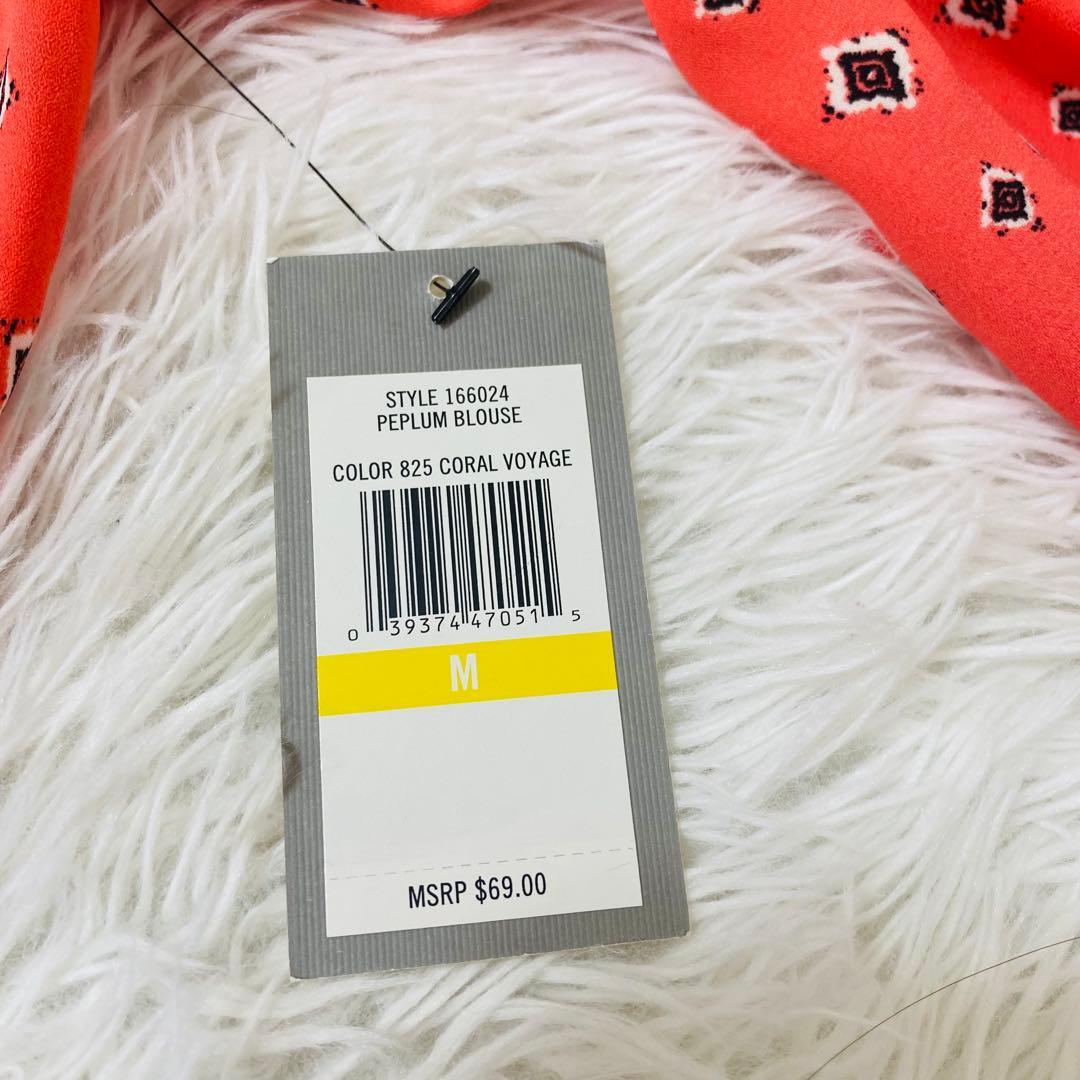 STYLE 166024
PEPLUM BLOUSE
COLOR 825 CORAL VOYAGE
0 39374 47051 5
M
MSRP $69.00